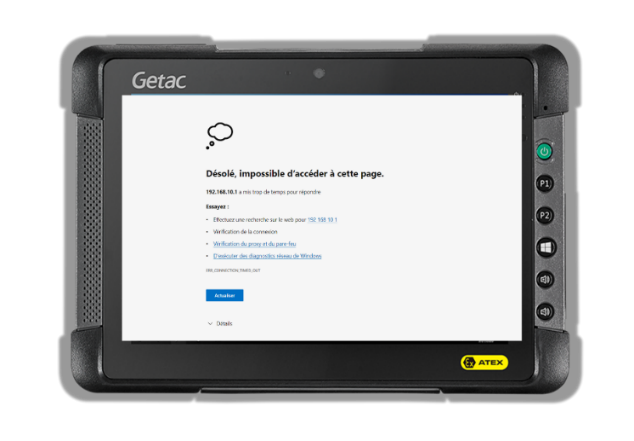 Getac
Désolé, impossible d'accéder à cette page.
192.168.10.1 a mis trop de temps pour répondre
Essayez :
• Effectuez une recherche sur le web pour 192 168 10 1
• Vérification de la connexion
• Vérification du proxy et du pare-feu
• D'exécuter des diagnostics réseau de Windows
ERR_CONNECTION_TIMED_OUT
Actualiser
Détails
P1
P2
Ex ATEX